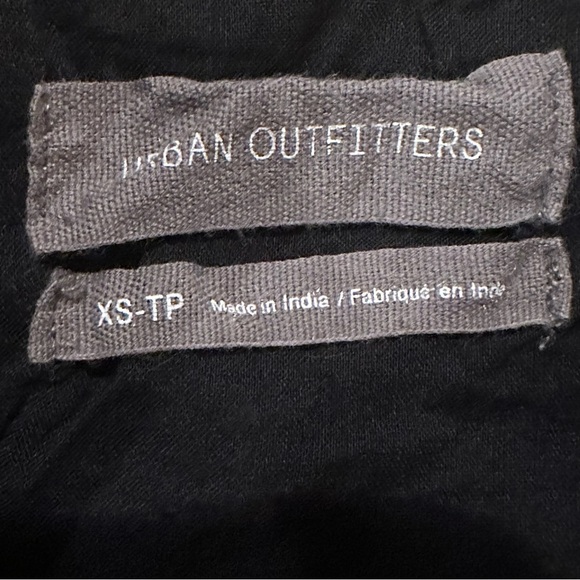 URBAN OUTFITTERS
XS-TP Made in India / Fabriqué en Inde